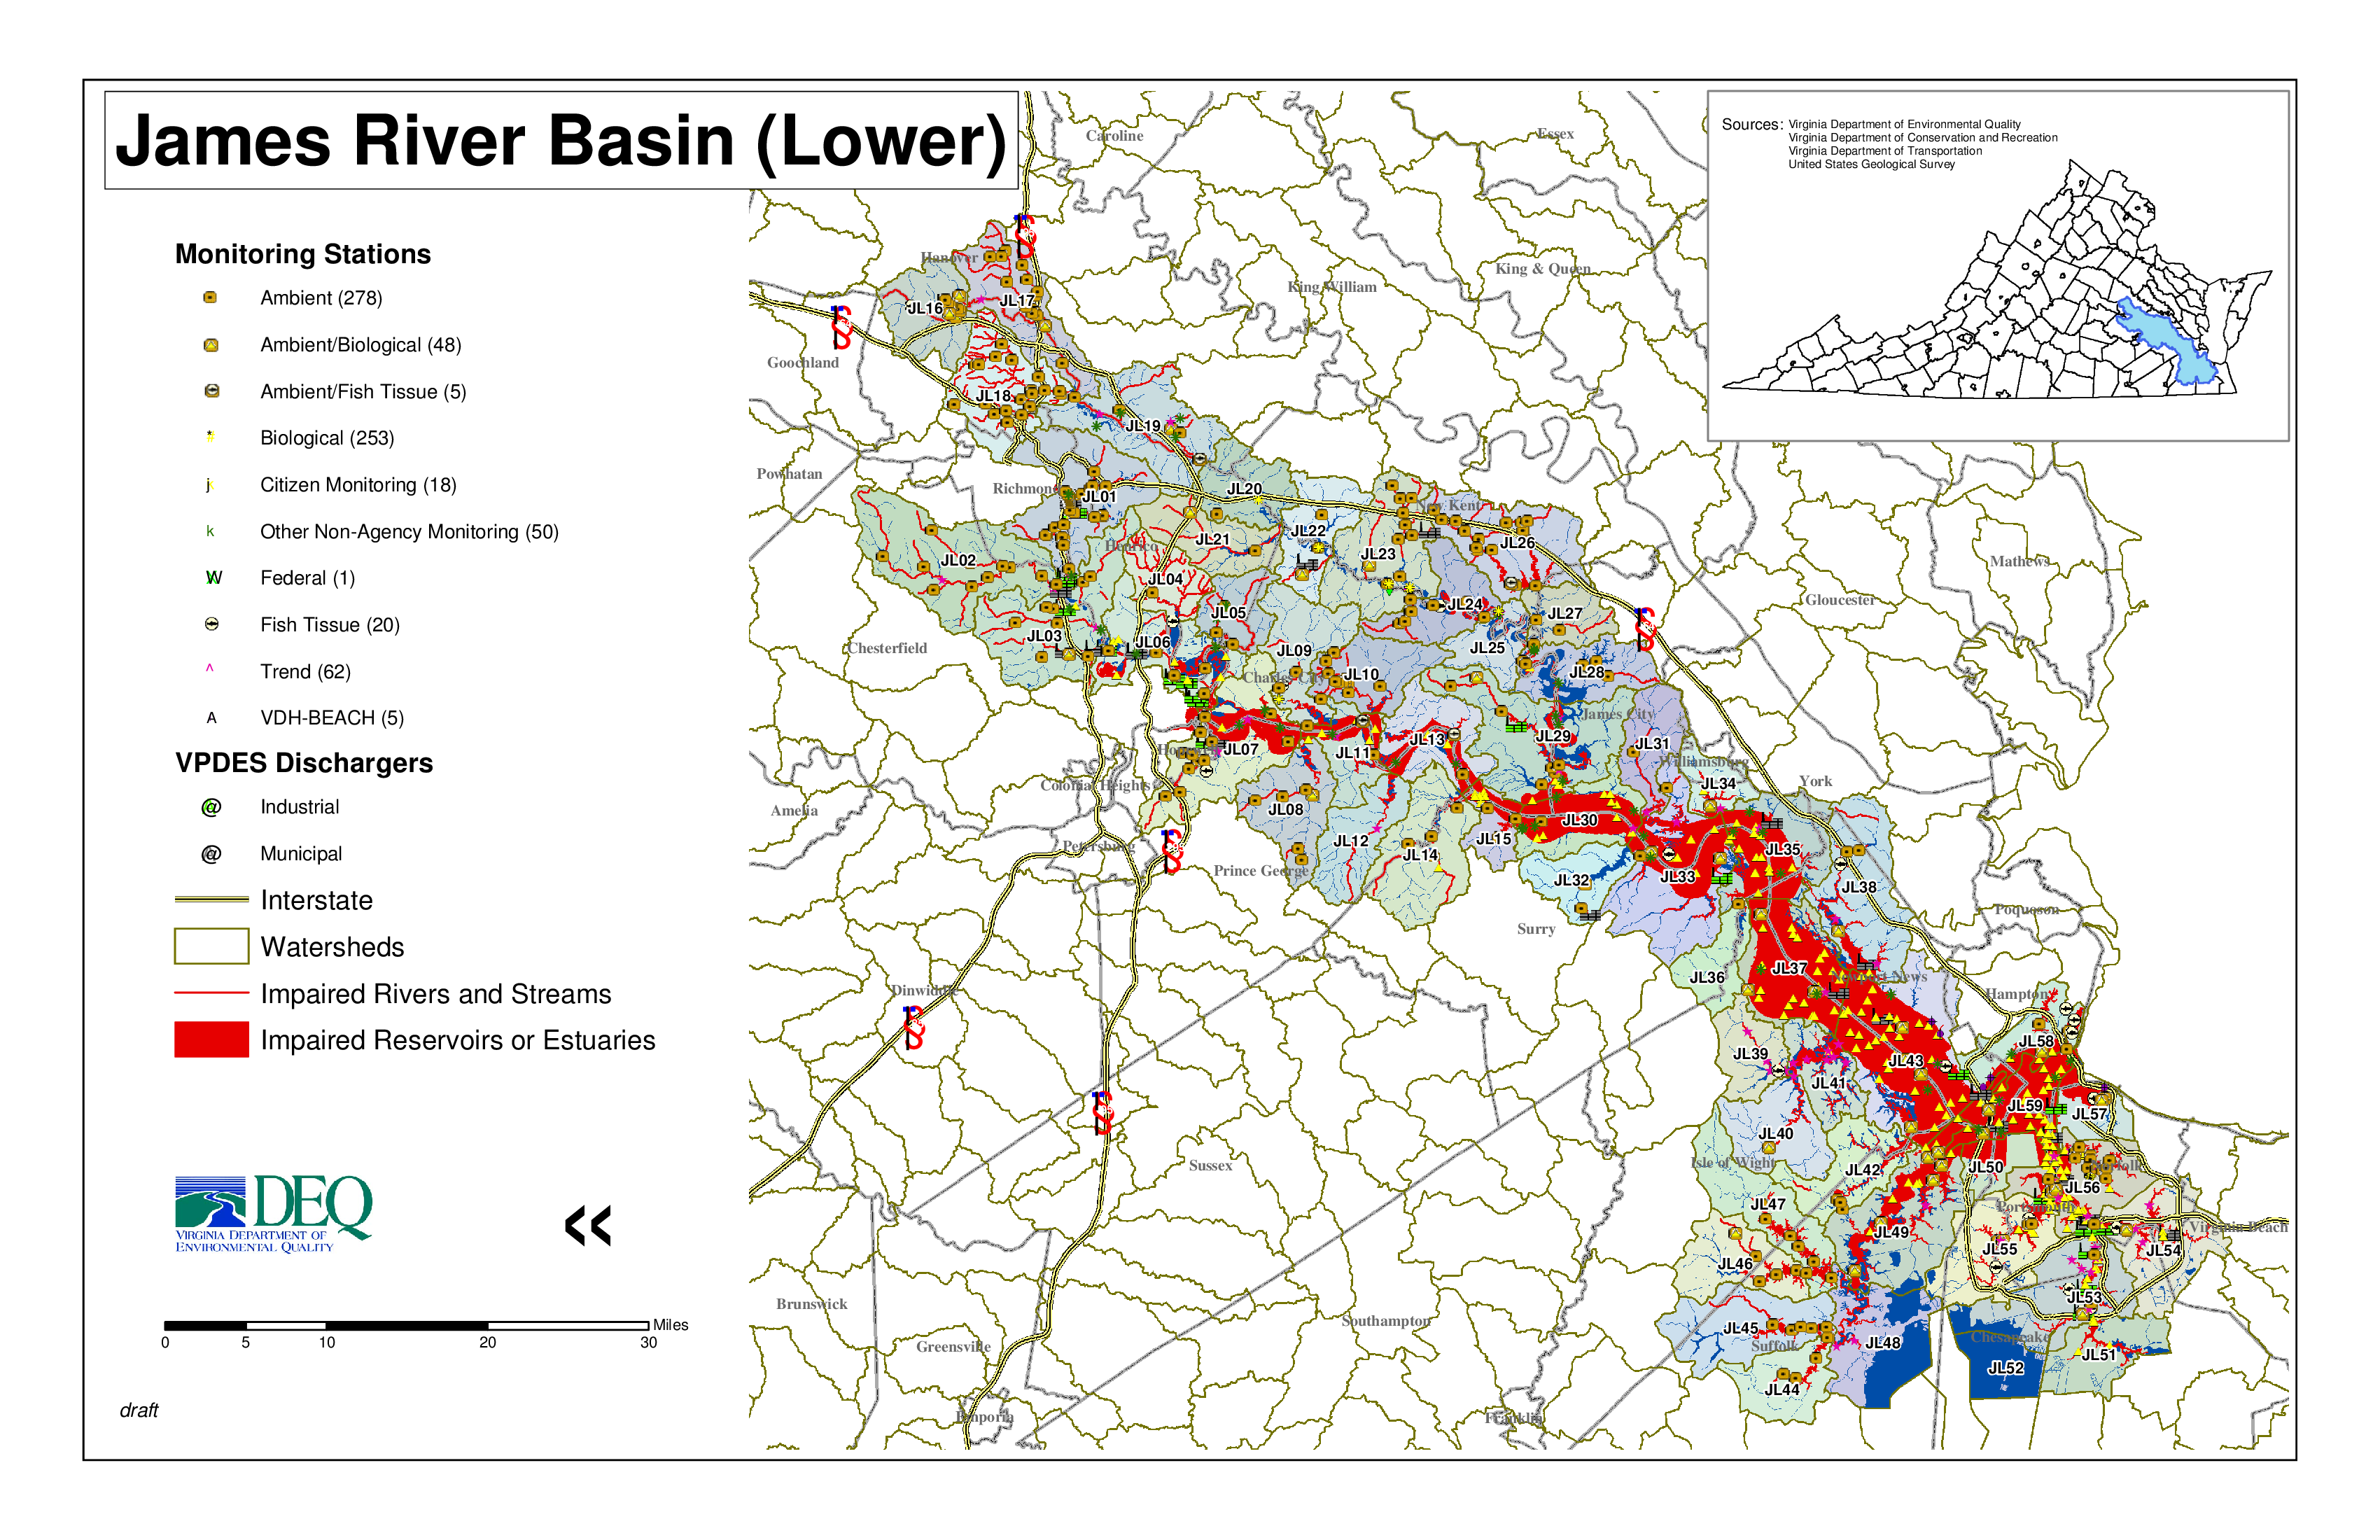 James River Basin (Lower)
Sources: Virginia Department of Environmental Quality
Virginia Department of Conservation and Recreation
Virginia Department of Transportation
United States Geological Survey
Monitoring Stations
Ambient (278)
Ambient/Biological (48)
Ambient/Fish Tissue (5)
Biological (253)
j Citizen Monitoring (18)
k Other Non-Agency Monitoring (50)
W Federal (1)
Fish Tissue (20)
^ Trend (62)
A VDH-BEACH (5)
VPDES Dischargers
@ Industrial
@ Municipal
Interstate
Watersheds
Impaired Rivers and Streams
Impaired Reservoirs or Estuaries
DEQ
VIRGINIA DEPARTMENT OF
ENVIRONMENTAL QUALITY
«
0 5 10 20 30 Miles
draft
Caroline
Essex
Hanover
King & Queen
King William
JL16
JL17
Goochland
JL18
JL19
Powhatan
Richmond
JL01
JL20
New Kent
JL02
Henrico
JL21
JL22
JL23
JL26
Mathews
JL04
JL05
JL24
JL27
Gloucester
Chesterfield
JL03
JL06
JL09
JL25
Charles City
JL10
JL28
James City
Hopewell
JL07
JL11
JL13
JL29
JL31
Williamsburg
Colonial Heights
JL34
York
Amelia
JL08
JL30
Petersburg
JL12
JL14
JL15
JL35
Prince George
JL32
JL33
JL38
Surry
Poquoson
Dinwiddie
JL36
JL37
Newport News
Hampton
JL39
JL43
JL58
JL41
JL59
JL57
JL40
Sussex
Isle of Wight
JL42
JL50
Norfolk
JL56
JL47
Portsmouth
Virginia Beach
JL49
JL55
JL54
JL46
Brunswick
Southampton
JL53
Greensville
JL45
Suffolk
JL48
Chesapeake
JL51
JL52
JL44
Emporia
Franklin